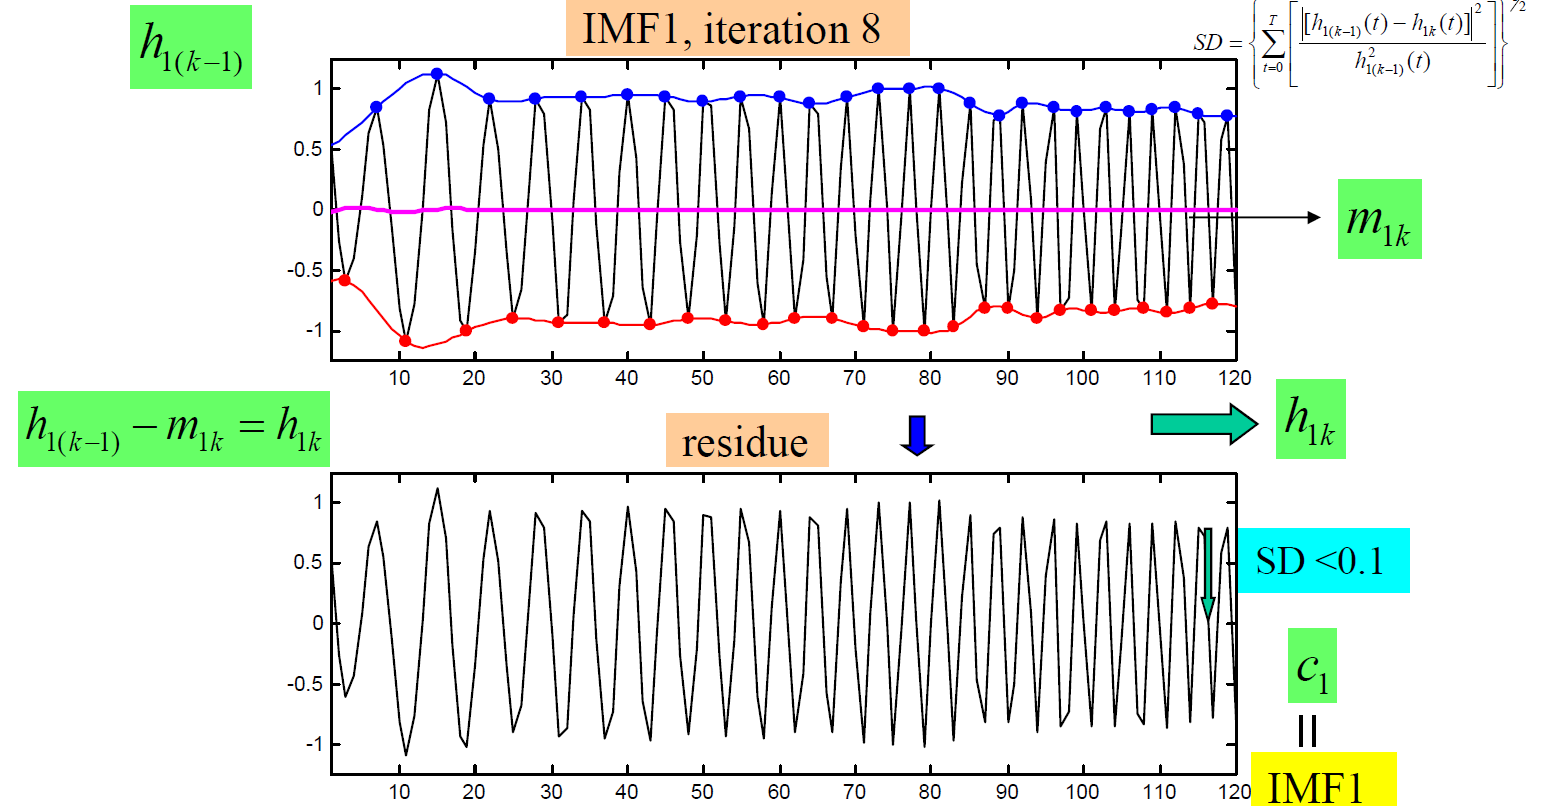 h1(k−1)
IMF1, iteration 8
SD = { ∑ t=0 T [ |[h1(k−1)(t) − h1k(t)]|² / h²1(k−1)(t) ] }
1
0.5
0
-0.5
-1
10 20 30 40 50 60 70 80 90 100 110 120
m1k
h1(k−1) − m1k = h1k
residue
h1k
1
0.5
0
-0.5
-1
10 20 30 40 50 60 70 80 90 100 110 120
SD <0.1
c1
=
IMF1